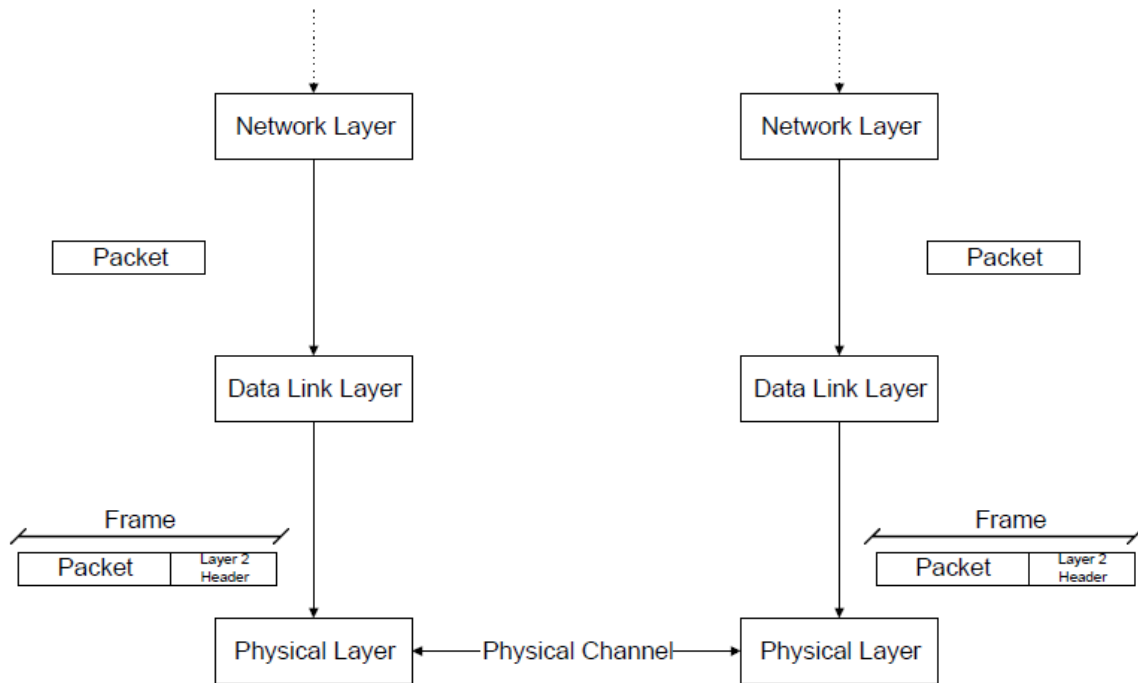 Network Layer
Network Layer
Packet
Packet
Data Link Layer
Data Link Layer
Frame
Frame
Packet
Layer 2
Header
Packet
Layer 2
Header
Physical Layer
Physical Channel
Physical Layer